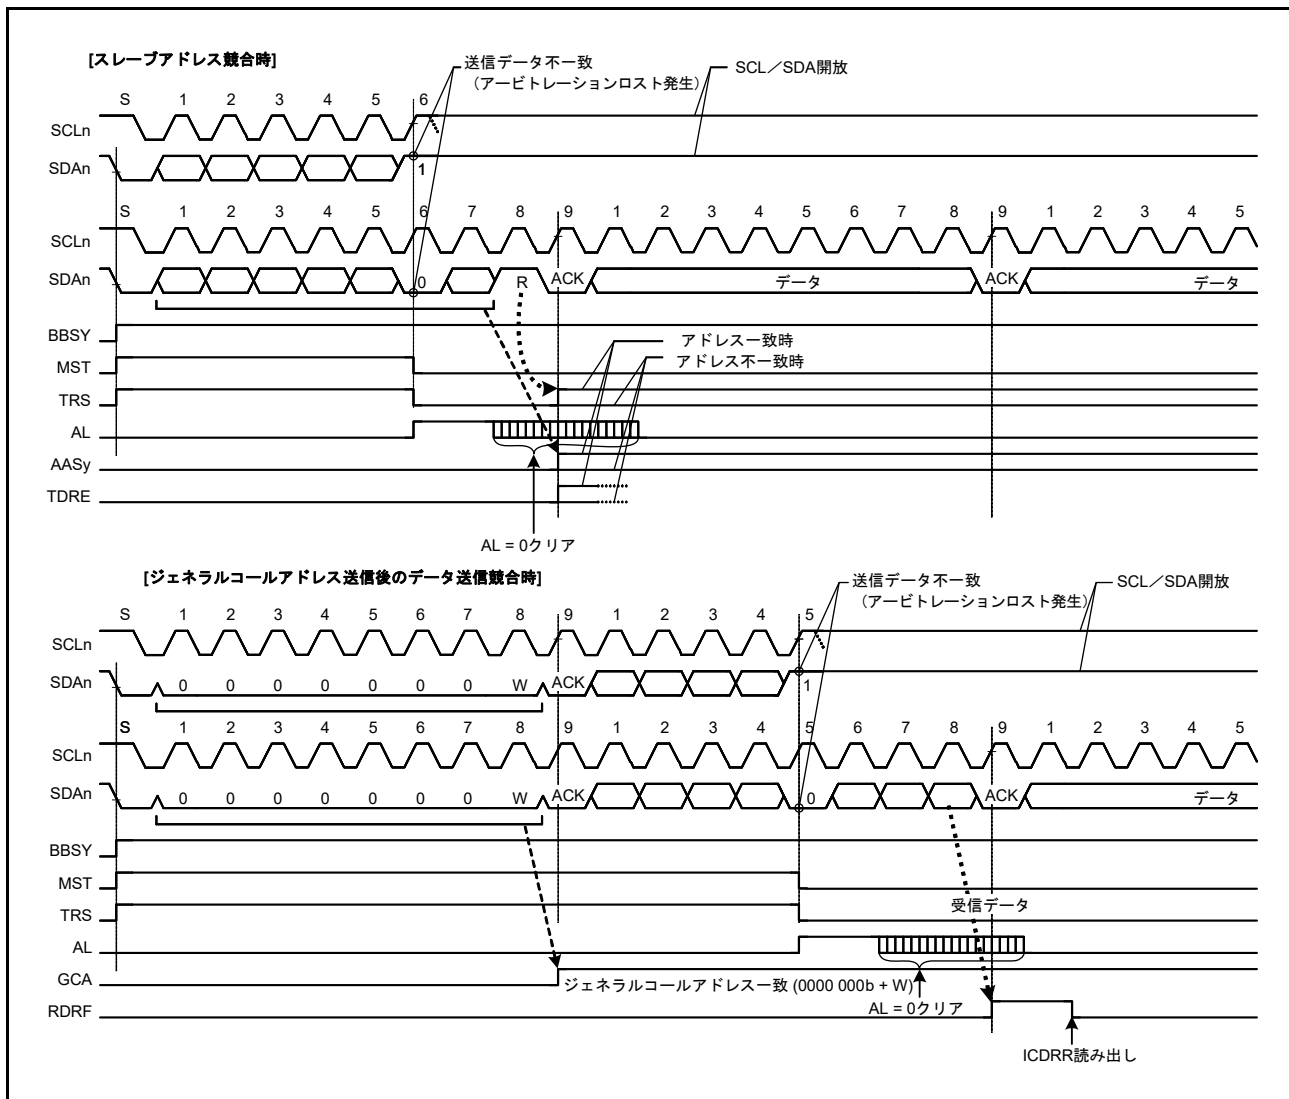 [スレーブアドレス競合時]
送信データ不一致
（アービトレーションロスト発生）
SCL／SDA開放
S 1 2 3 4 5 6
SCLn
SDAn
1
S 1 2 3 4 5 6 7 8 9 1 2 3 4 5 6 7 8 9 1 2 3 4 5
SCLn
SDAn 0 R ACK データ ACK データ
BBSY
アドレス一致時
MST
アドレス不一致時
TRS
AL
AASy
TDRE
AL = 0クリア
[ジェネラルコールアドレス送信後のデータ送信競合時]
送信データ不一致
（アービトレーションロスト発生）
SCL／SDA開放
S 1 2 3 4 5 6 7 8 9 1 2 3 4 5
SCLn
SDAn 0 0 0 0 0 0 0 W ACK 1
S 1 2 3 4 5 6 7 8 9 1 2 3 4 5 6 7 8 9 1 2 3 4 5
SCLn
SDAn 0 0 0 0 0 0 0 W ACK 0 ACK データ
BBSY
MST
TRS
受信データ
AL
GCA
ジェネラルコールアドレス一致 (0000 000b + W)
AL = 0クリア
RDRF
ICDRR読み出し